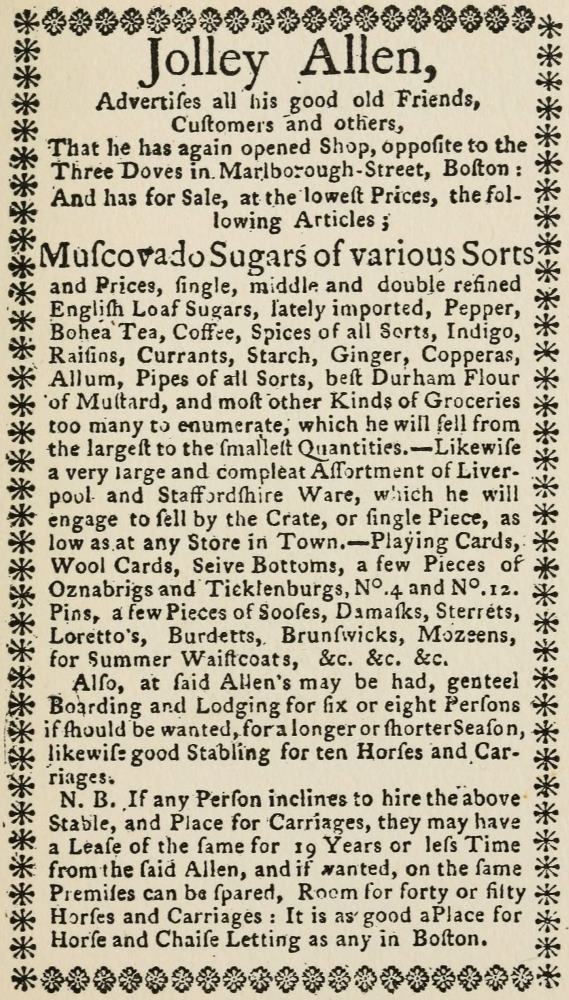 Jolley Allen,
Advertiſes all his good old Friends,
Cuſtomers and others,
That he has again opened Shop, oppoſite to the
Three Doves in Marlborough-Street, Boſton :
And has for Sale, at the loweſt Prices, the fol-
lowing Articles ;
Muſcovado Sugars of various Sorts
and Prices, ſingle, middle and double refined
Engliſh Loaf Sugars, lately imported, Pepper,
Bohea Tea, Coffee, Spices of all Sorts, Indigo,
Raiſins, Currants, Starch, Ginger, Copperas,
Allum, Pipes of all Sorts, beſt Durham Flour
of Muſtard, and moſt other Kinds of Groceries
too many to enumerate, which he will ſell from
the largeſt to the ſmalleſt Quantities.—Likewiſe
a very large and compleat Aſſortment of Liver-
pool and Staffordſhire Ware, which he will
engage to ſell by the Crate, or ſingle Piece, as
low as at any Store in Town.—Playing Cards,
Wool Cards, Seive Bottoms, a few Pieces of
Oznabrigs and Ticklenburgs, Nº. 4 and Nº. 12.
Pins, a few Pieces of Sooſes, Damaſks, Sterrets,
Loretto's, Burdetts, Brunſwicks, Mozeens,
for Summer Waiſtcoats, &c. &c. &c.
Alſo, at ſaid Allen's may be had, genteel
Boarding and Lodging for ſix or eight Perſons
if ſhould be wanted, for a longer or ſhorter Seaſon,
likewiſe good Stabling for ten Horſes and Car-
riages.
N. B. If any Perſon inclines to hire the above
Stable, and Place for Carriages, they may have
a Leaſe of the ſame for 19 Years or leſs Time
from the ſaid Allen, and if wanted, on the ſame
Premiſes can be ſpared, Room for forty or fifty
Horſes and Carriages : It is as good a Place for
Horſe and Chaiſe Letting as any in Boſton.